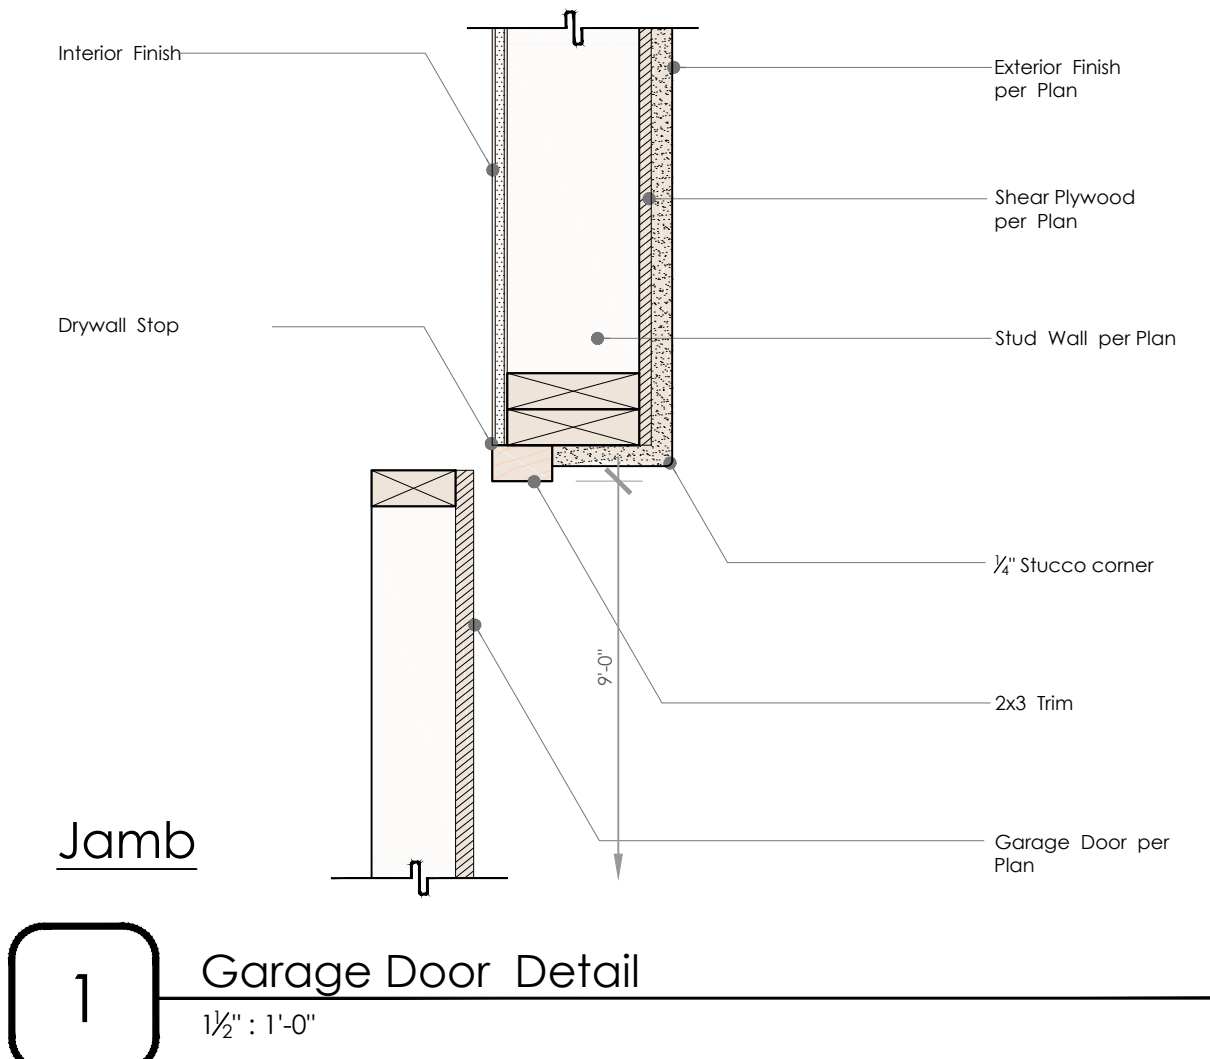 Interior Finish
Exterior Finish
per Plan
Shear Plywood
per Plan
Drywall Stop
Stud Wall per Plan
¼" Stucco corner
9'-0"
2x3 Trim
Garage Door per
Plan
Jamb
1
Garage Door Detail
1½" : 1'-0"